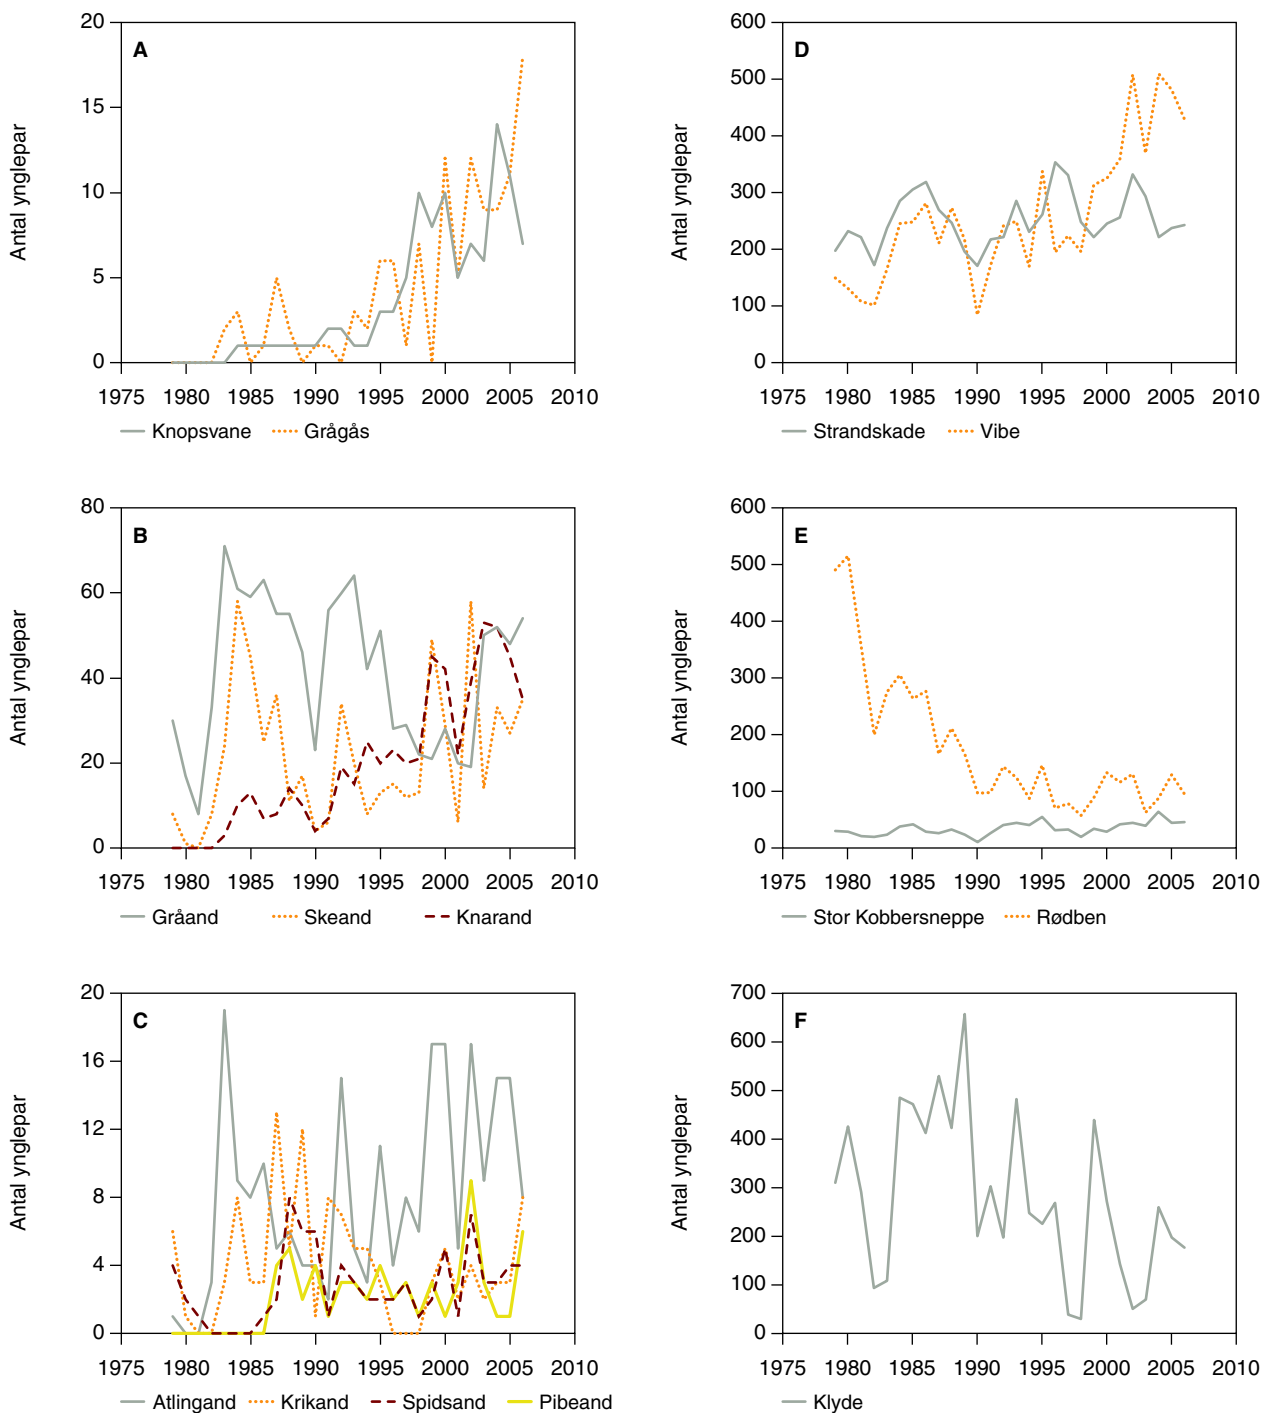 A
Antal ynglepar
20
15
10
5
0
1975 1980 1985 1990 1995 2000 2005 2010
Knopsvane Grågås
B
Antal ynglepar
80
60
40
20
0
1975 1980 1985 1990 1995 2000 2005 2010
Gråand Skeand Knarand
C
Antal ynglepar
20
16
12
8
4
0
1975 1980 1985 1990 1995 2000 2005 2010
Atlingand Krikand Spidsand Pibeand
D
Antal ynglepar
600
500
400
300
200
100
0
1975 1980 1985 1990 1995 2000 2005 2010
Strandskade Vibe
E
Antal ynglepar
600
500
400
300
200
100
0
1975 1980 1985 1990 1995 2000 2005 2010
Stor Kobbersneppe Rødben
F
Antal ynglepar
700
600
500
400
300
200
100
0
1975 1980 1985 1990 1995 2000 2005 2010
Klyde